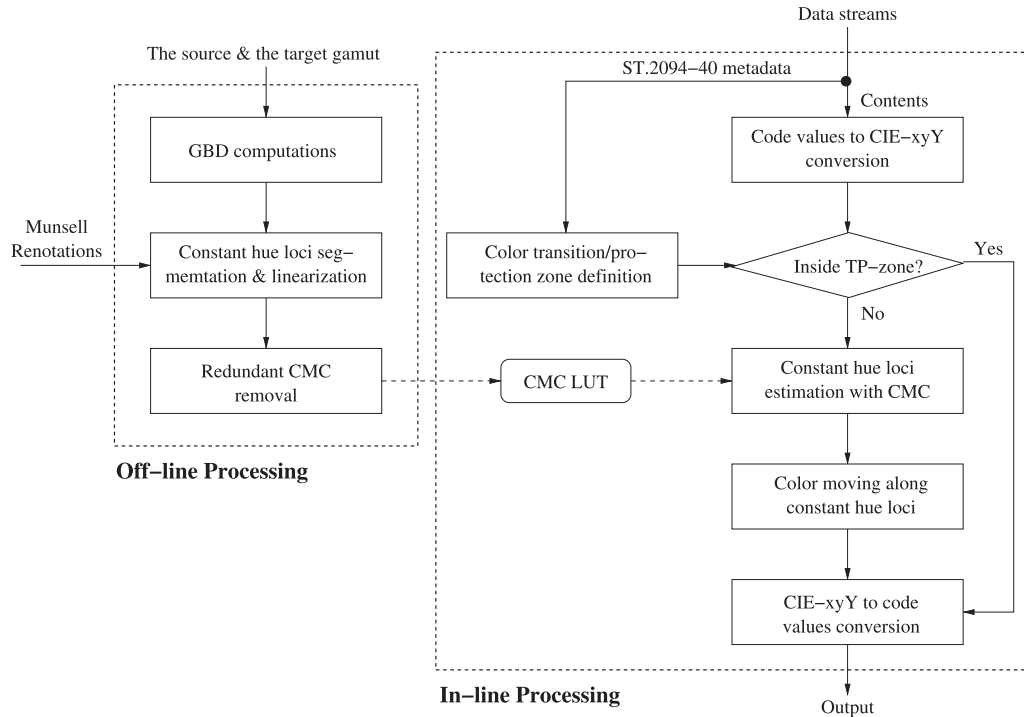 Data streams
The source & the target gamut
ST.2094−40 metadata
Contents
GBD computations
Code values to CIE−xyY
conversion
Munsell
Renotations
Constant hue loci seg−
memtation & linearization
Color transition/pro−
tection zone definition
Inside TP−zone?
Yes
No
Redundant CMC
removal
CMC LUT
Constant hue loci
estimation with CMC
Off−line Processing
Color moving along
constant hue loci
CIE−xyY to code
values conversion
In−line Processing
Output